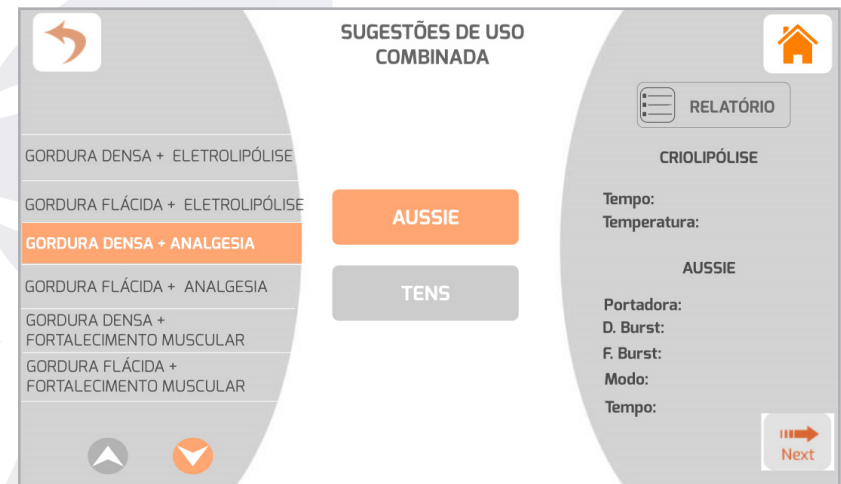 SUGESTÕES DE USO
COMBINADA
GORDURA DENSA + ELETROLIPÓLISE
GORDURA FLÁCIDA + ELETROLIPÓLISE
GORDURA DENSA + ANALGESIA
GORDURA FLÁCIDA + ANALGESIA
GORDURA DENSA +
FORTALECIMENTO MUSCULAR
GORDURA FLÁCIDA +
FORTALECIMENTO MUSCULAR
AUSSIE
TENS
RELATÓRIO
CRIOLIPÓLISE
Tempo:
Temperatura:
AUSSIE
Portadora:
D. Burst:
F. Burst:
Modo:
Tempo:
Next